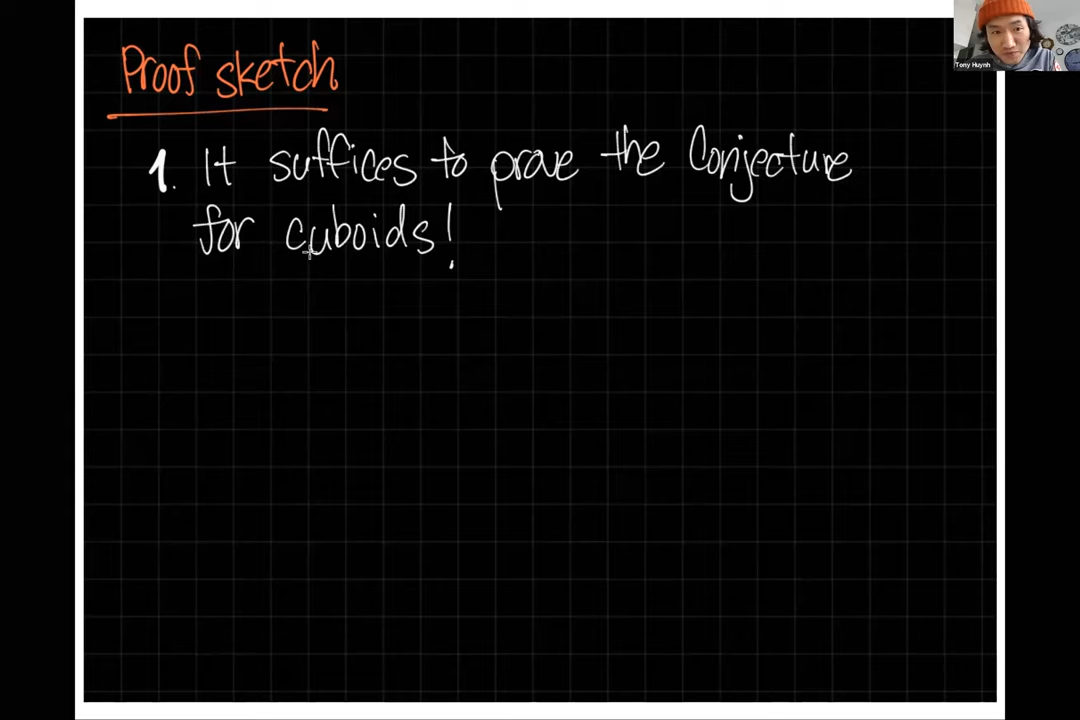 Proof sketch
1. It suffices to prove the Conjecture
for cuboids!
Tony Huynh